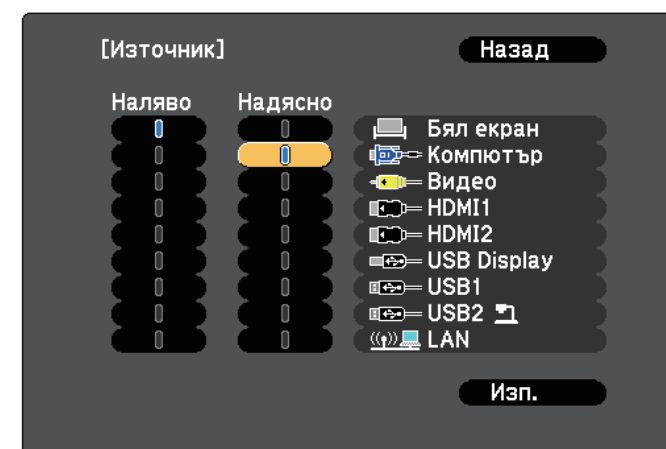 [Източник] Назад
Наляво Надясно
Бял екран
Компютър
Видео
HDMI1
HDMI2
USB Display
USB1
USB2
LAN
Изп.